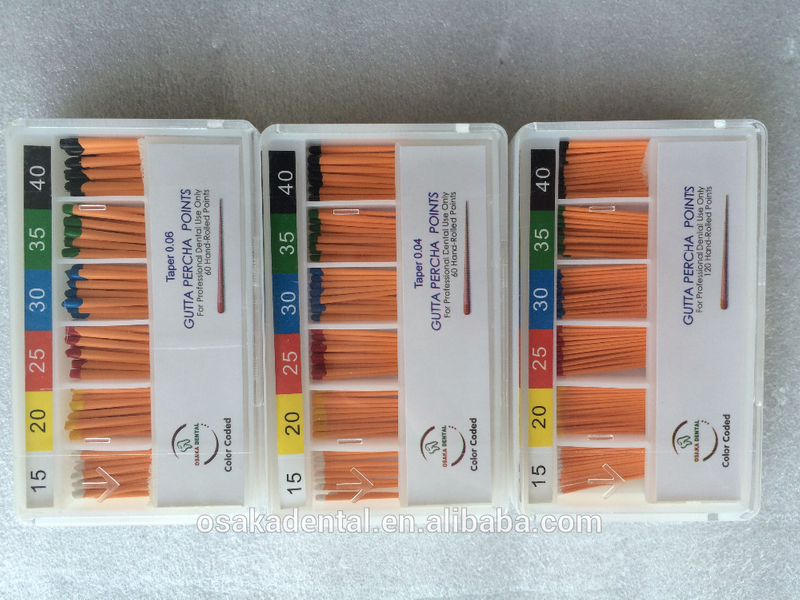 40
35
30
25
20
15
Taper 0.06
GUTTA PERCHA POINTS
For Professional Dental Use Only
60 Hand-Rolled Points
OSAKA DENTAL
Color Coded
40
35
30
25
20
15
Taper 0.04
GUTTA PERCHA POINTS
For Professional Dental Use Only
60 Hand-Rolled Points
OSAKA DENTAL
Color Coded
40
35
30
25
20
15
GUTTA PERCHA POINTS
For Professional Dental Use Only
120 Hand-Rolled Points
OSAKA DENTAL
Color Coded
osakadental.en.alibaba.com